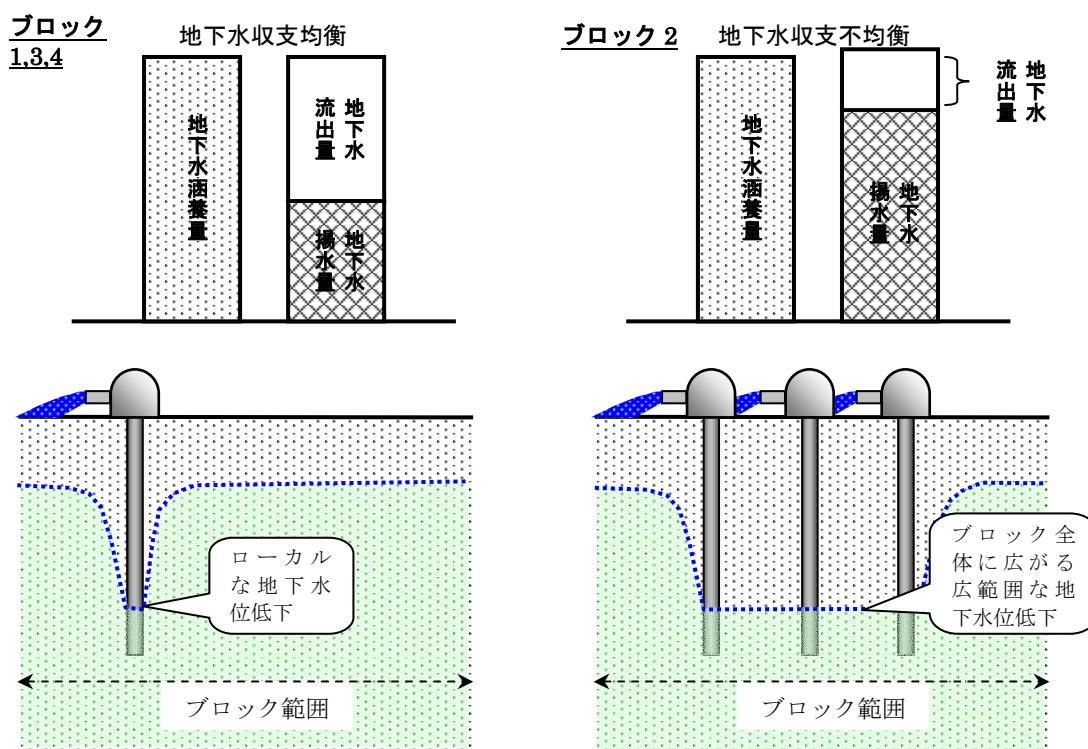 ブロック
1,3,4
地下水収支均衡
地下水涵養量
地下水
流出量
地下水
揚水量
ブロック 2
地下水収支不均衡
地下水涵養量
地下水
流出量
地下水
揚水量
ローカル
な地下水
位低下
ブロック範囲
ブロック全
体に広がる
広範囲な地
下水位低下
ブロック範囲